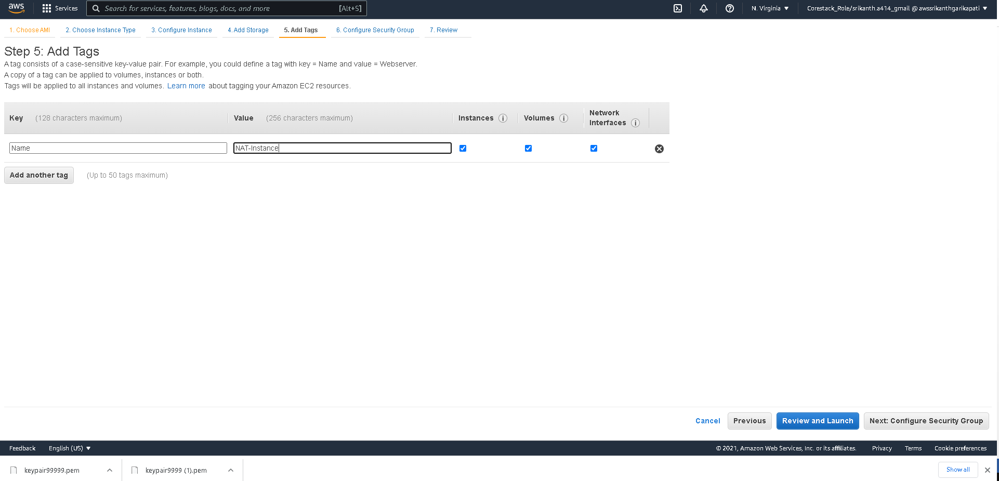 aws Services Search for services, features, blogs, docs, and more [Alt+S] N. Virginia ▼ Corestack_Role/srikanth.a414_gmail @ awssrikanthgarikapati ▼
1. Choose AMI 2. Choose Instance Type 3. Configure Instance 4. Add Storage 5. Add Tags 6. Configure Security Group 7. Review
Step 5: Add Tags
A tag consists of a case-sensitive key-value pair. For example, you could define a tag with key = Name and value = Webserver.
A copy of a tag can be applied to volumes, instances or both.
Tags will be applied to all instances and volumes. Learn more about tagging your Amazon EC2 resources.
Key (128 characters maximum) Value (256 characters maximum) Instances i Volumes i Network
Interfaces i
Name NAT-Instance
Add another tag (Up to 50 tags maximum)
Cancel Previous Review and Launch Next: Configure Security Group
Feedback English (US) ▼ © 2021, Amazon Web Services, Inc. or its affiliates. Privacy Terms Cookie preferences
keypair99999.pem keypair9999 (1).pem Show all